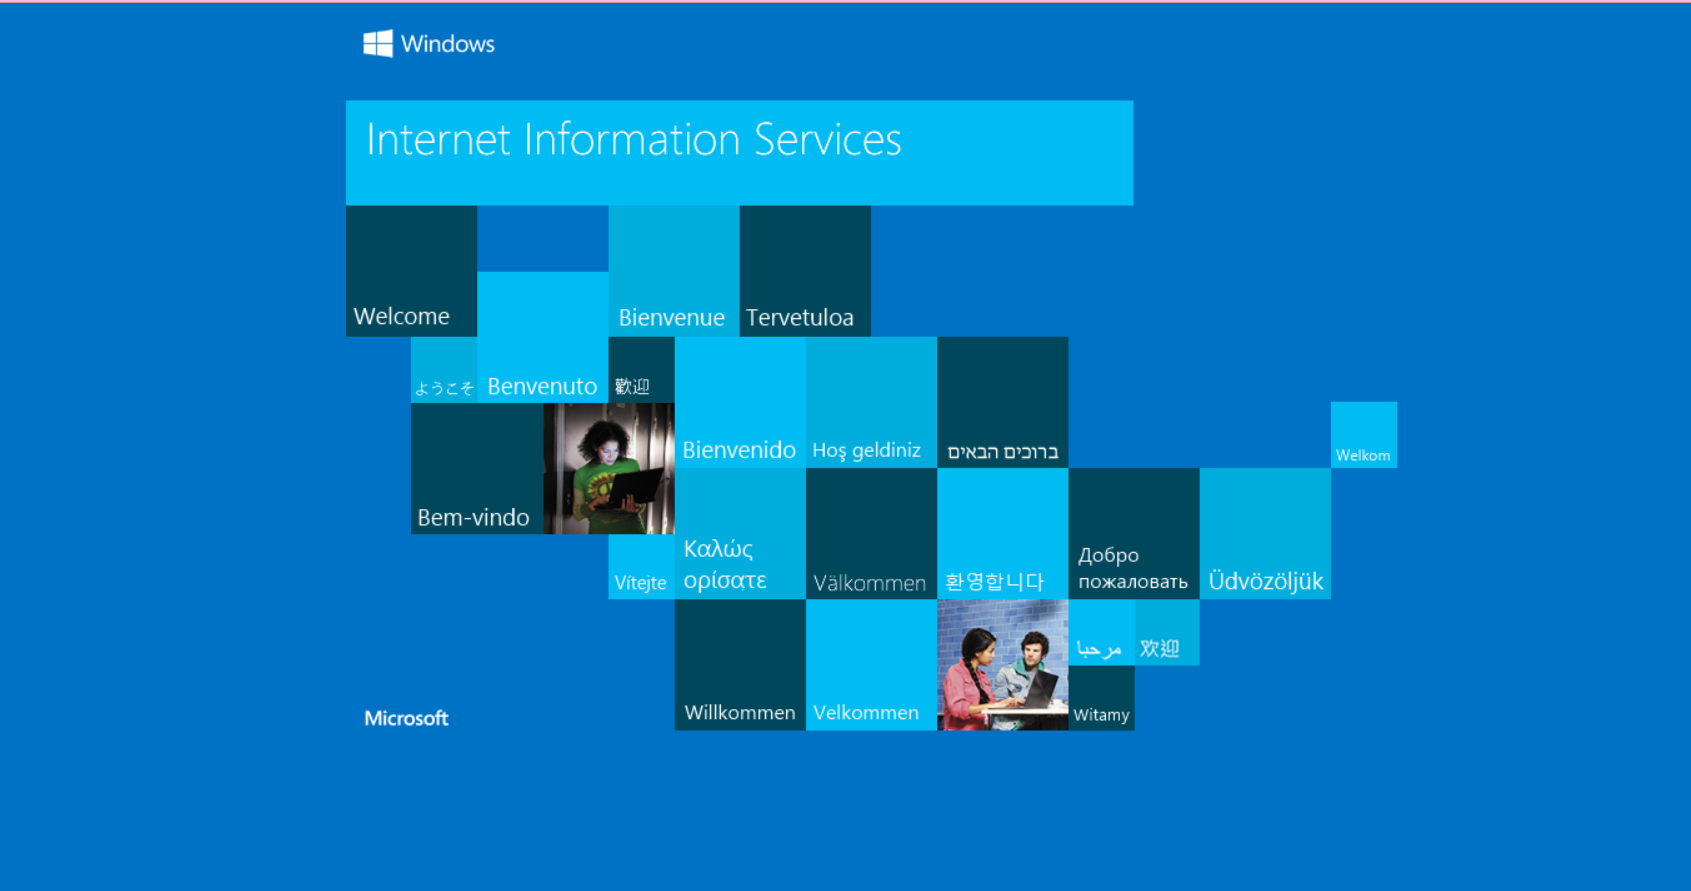 Windows
Internet Information Services
Welcome
Bienvenue
Tervetuloa
ようこそ
Benvenuto
歡迎
Bienvenido
Hoş geldiniz
ברוכים הבאים
Welkom
Bem-vindo
Vítejte
Καλώς
ορίσατε
Välkommen
환영합니다
Добро
пожаловать
Üdvözöljük
مرحبا
欢迎
Microsoft
Willkommen
Velkommen
Witamy